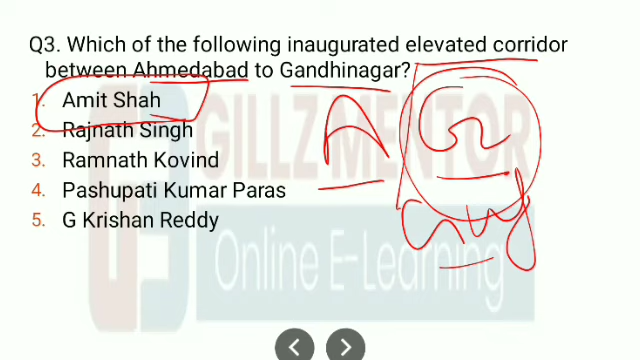 Q3. Which of the following inaugurated elevated corridor
between Ahmedabad to Gandhinagar?
1. Amit Shah
2. Rajnath Singh
3. Ramnath Kovind
4. Pashupati Kumar Paras
5. G Krishan Reddy
A G
GILLZ MENTOR
Online E-Learning